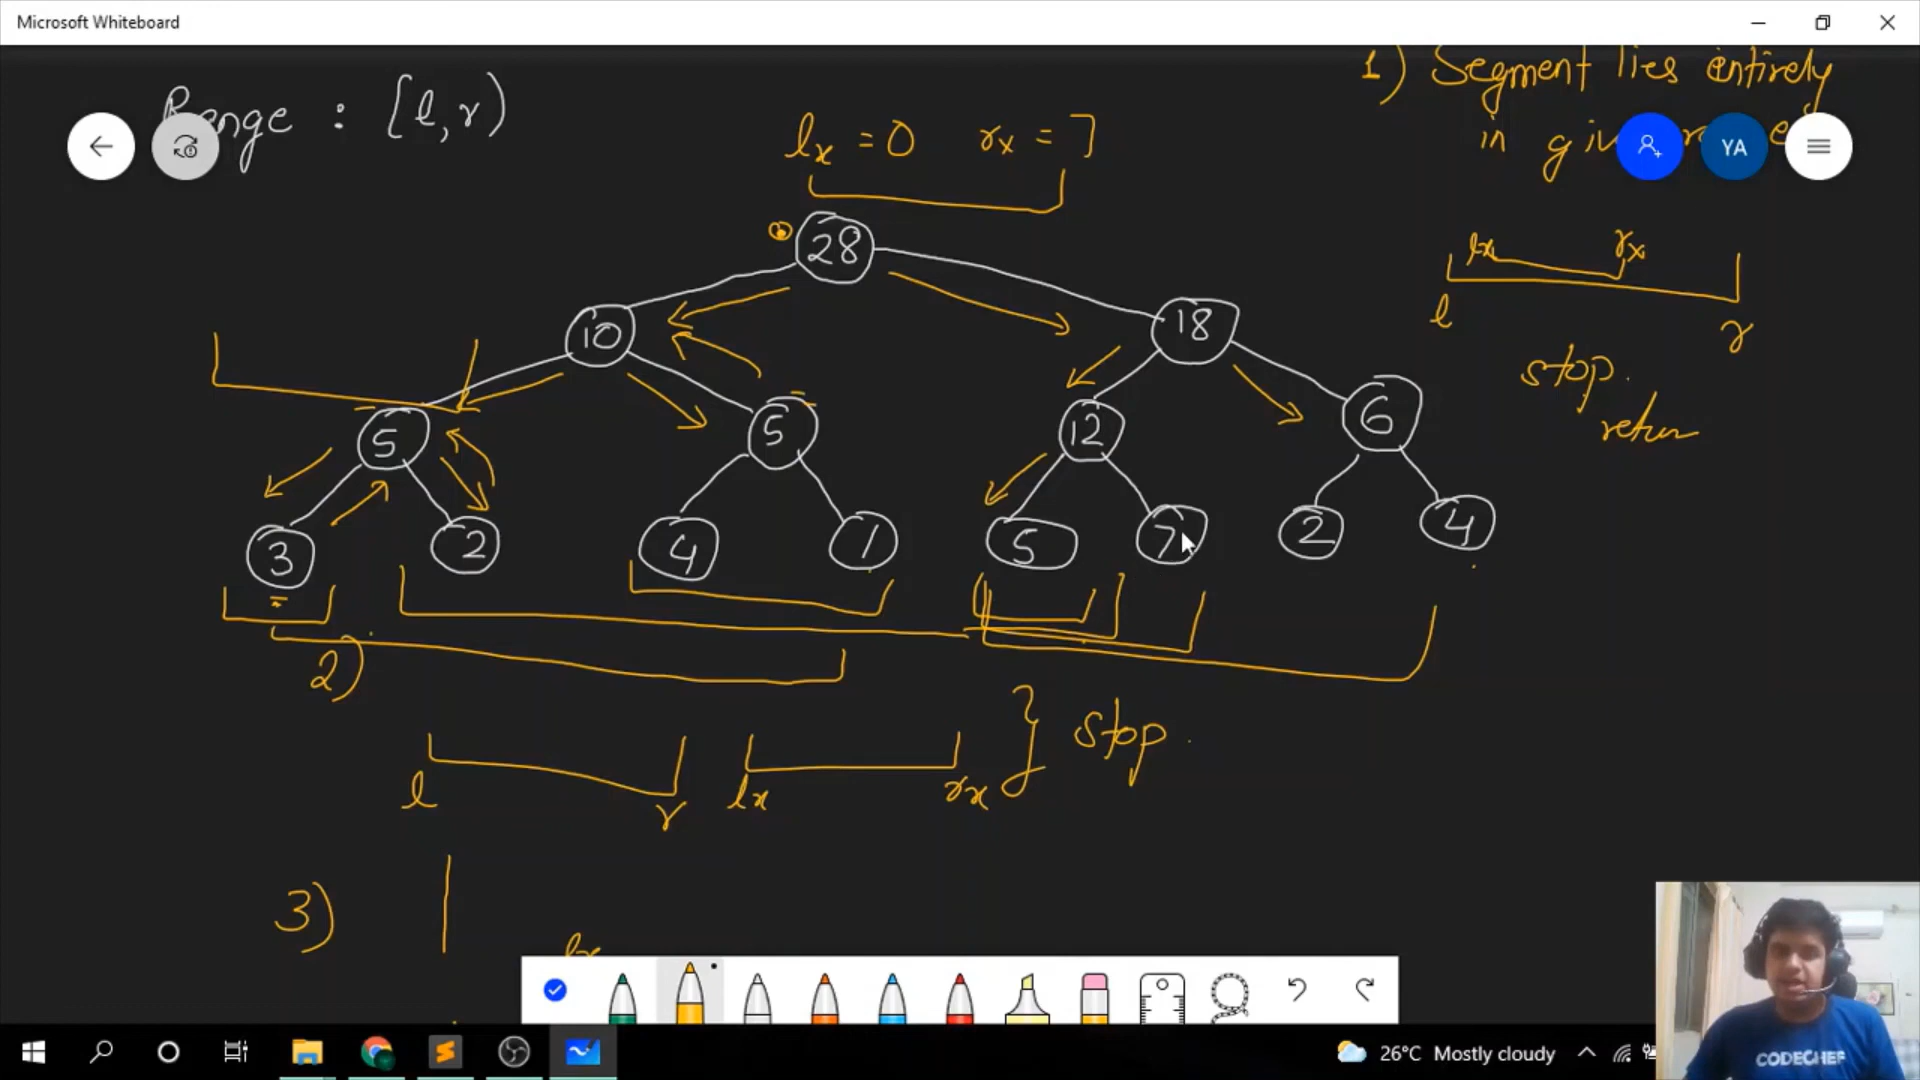 Microsoft Whiteboard
Range : [l,r)
lx = 0 rx = 7
1) Segment lies entirely
in
YA
28
10
18
5
5
12
6
3
2
4
1
5
7
2
4
lx rx
l r
stop.
return
2)
l r lx rx } stop.
3)
lx
26°C Mostly cloudy
CODECHEF